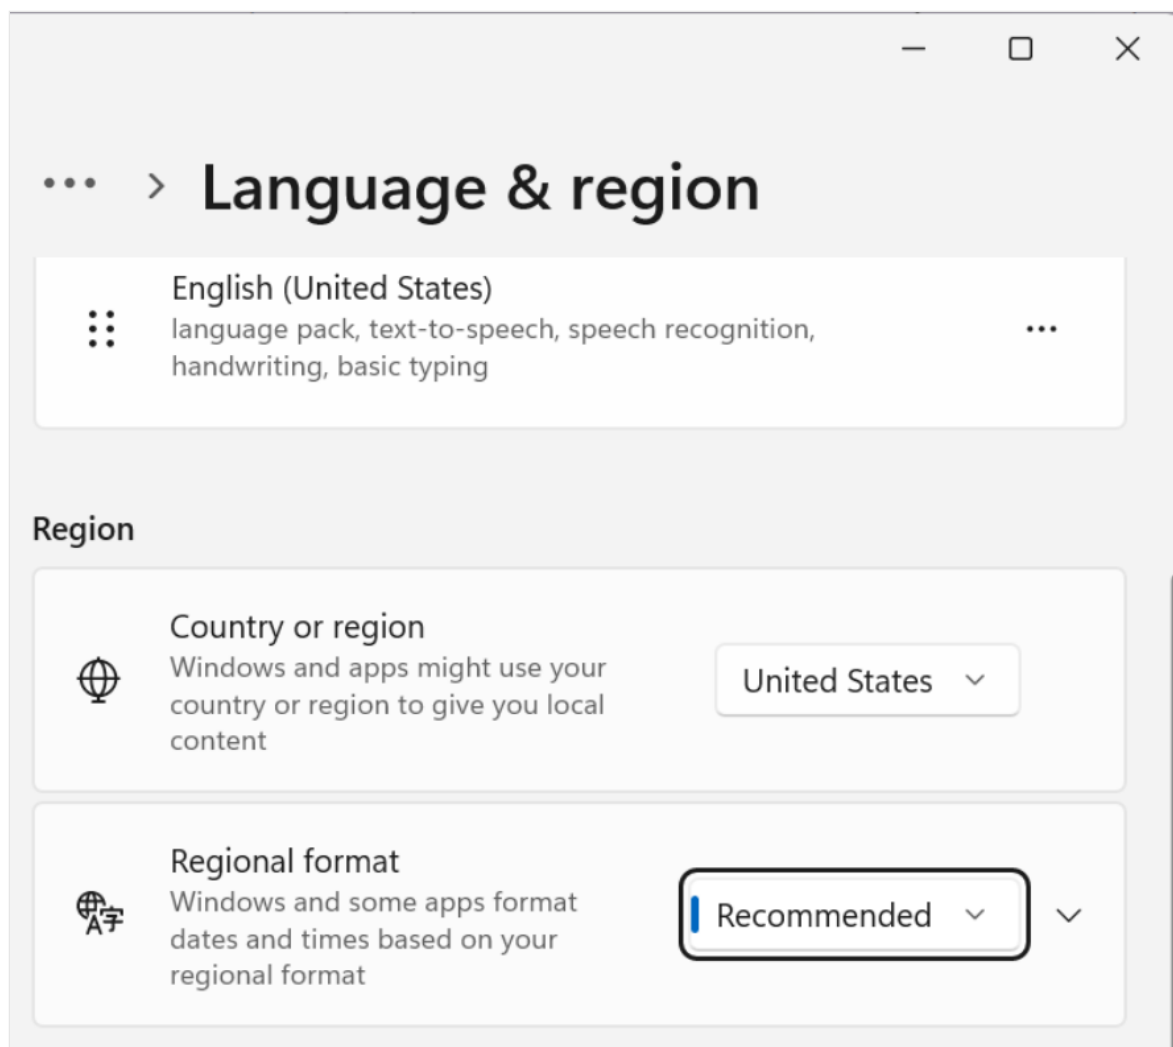 Language & region
English (United States)
language pack, text-to-speech, speech recognition,
handwriting, basic typing
Region
Country or region
Windows and apps might use your
country or region to give you local
content
United States
Regional format
Windows and some apps format
dates and times based on your
regional format
Recommended